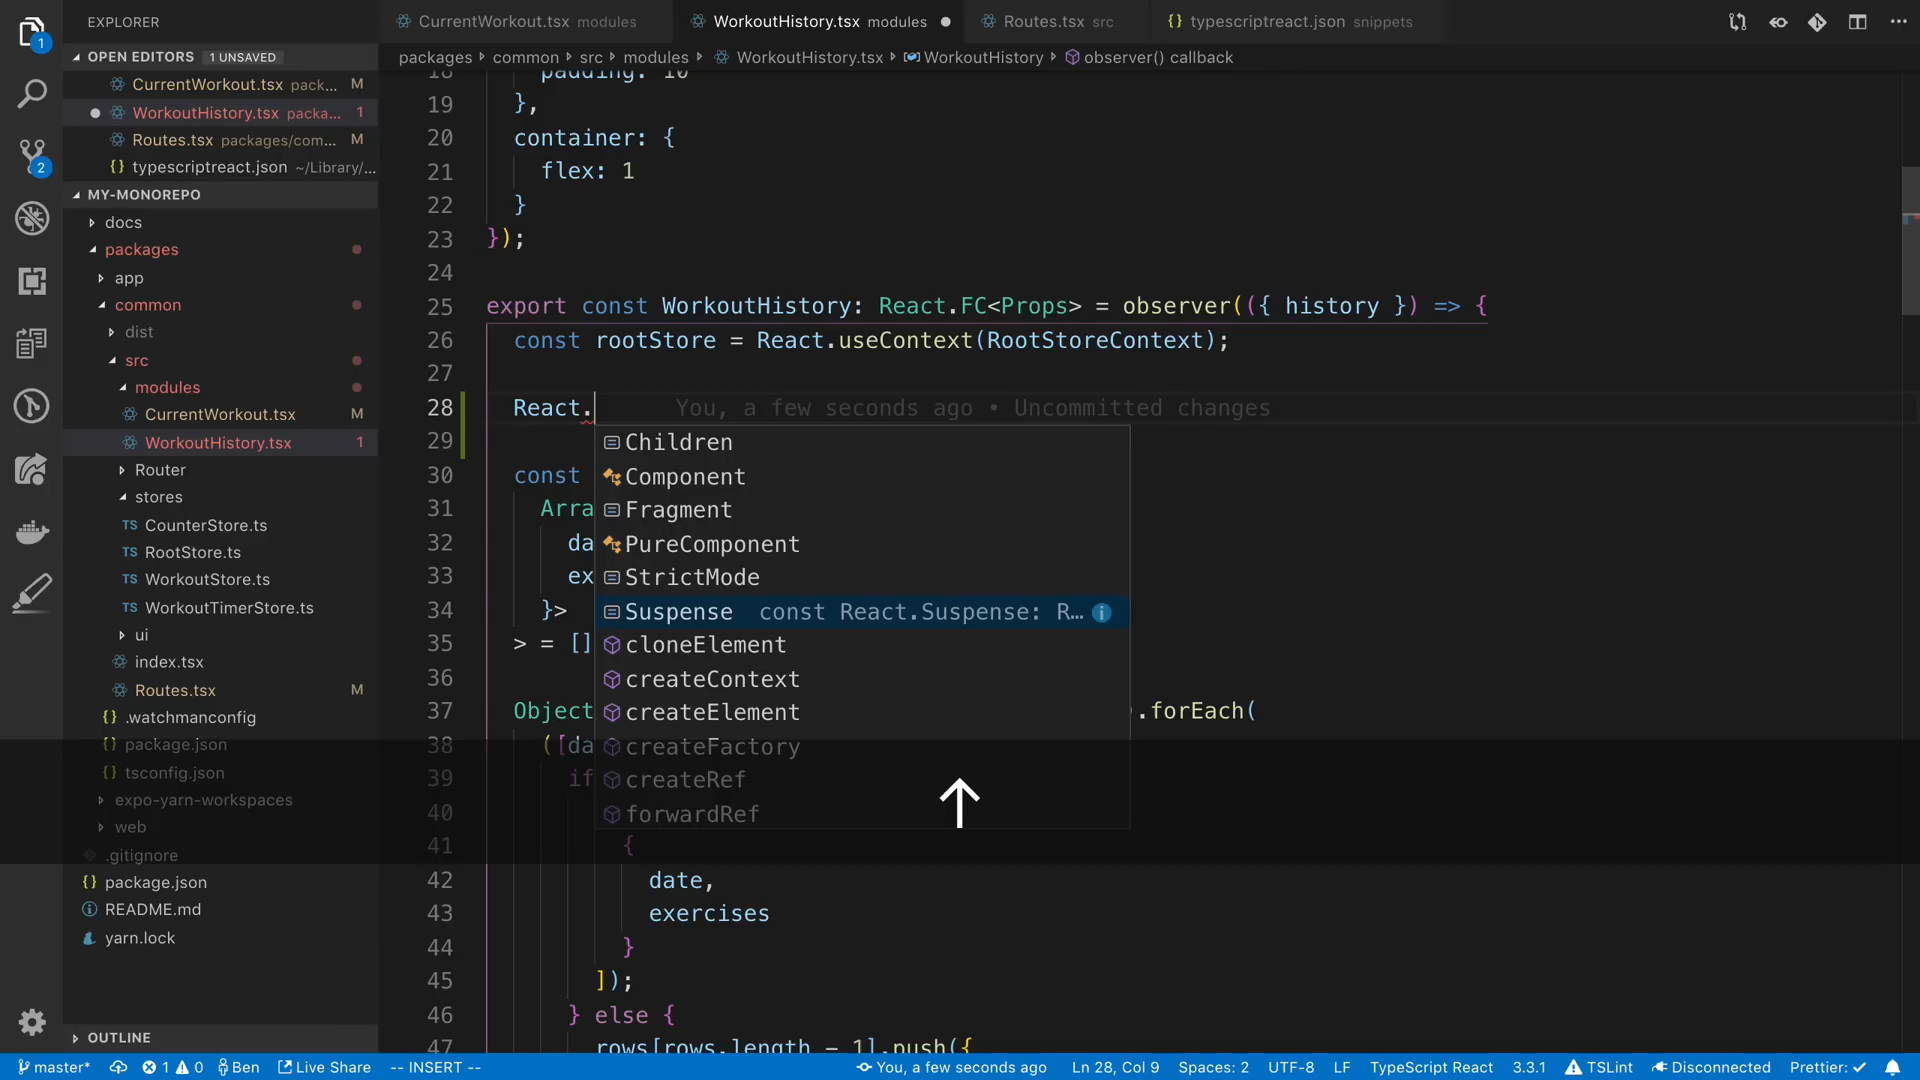 EXPLORER
CurrentWorkout.tsx modules
WorkoutHistory.tsx modules
Routes.tsx src
{} typescriptreact.json snippets
OPEN EDITORS 1 UNSAVED
packages › common › src › modules › WorkoutHistory.tsx › WorkoutHistory › observer() callback
CurrentWorkout.tsx pack... M
WorkoutHistory.tsx packa... 1
Routes.tsx packages/com... M
{} typescriptreact.json ~/Library/...
MY-MONOREPO
docs
packages
app
common
dist
src
modules
CurrentWorkout.tsx M
WorkoutHistory.tsx 1
Router
stores
TS CounterStore.ts
TS RootStore.ts
TS WorkoutStore.ts
TS WorkoutTimerStore.ts
ui
index.tsx
Routes.tsx M
{} .watchmanconfig
{} package.json
{} tsconfig.json
expo-yarn-workspaces
web
.gitignore
{} package.json
README.md
yarn.lock
OUTLINE
1
2
18 padding: 10
19 },
20 container: {
21 flex: 1
22 }
23 });
24
25 export const WorkoutHistory: React.FC<Props> = observer(({ history }) => {
26 const rootStore = React.useContext(RootStoreContext);
27
28 React. You, a few seconds ago • Uncommitted changes
29
30 const
31 Arra
32 da
33 ex
34 }>
35 > = []
36
37 Object ).forEach(
38 ([da
39 if
40
41 {
42 date,
43 exercises
44 }
45 ]);
46 } else {
47 rows[rows.length - 1].push({
Children
Component
Fragment
PureComponent
StrictMode
Suspense const React.Suspense: R...
cloneElement
createContext
createElement
createFactory
createRef
forwardRef
↑
master* 1 0 Ben Live Share -- INSERT -- You, a few seconds ago Ln 28, Col 9 Spaces: 2 UTF-8 LF TypeScript React 3.3.1 TSLint Disconnected Prettier: ✓